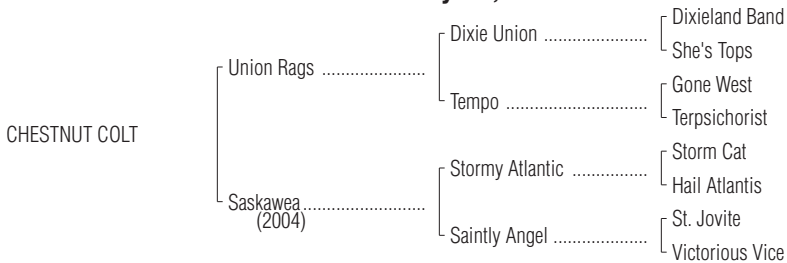 Dixieland Band
Dixie Union ......................
She's Tops
Union Rags ......................
Gone West
Tempo ..............................
Terpsichorist
CHESTNUT COLT
Storm Cat
Stormy Atlantic ................
Hail Atlantis
Saskawea..........................
(2004)
St. Jovite
Saintly Angel ....................
Victorious Vice